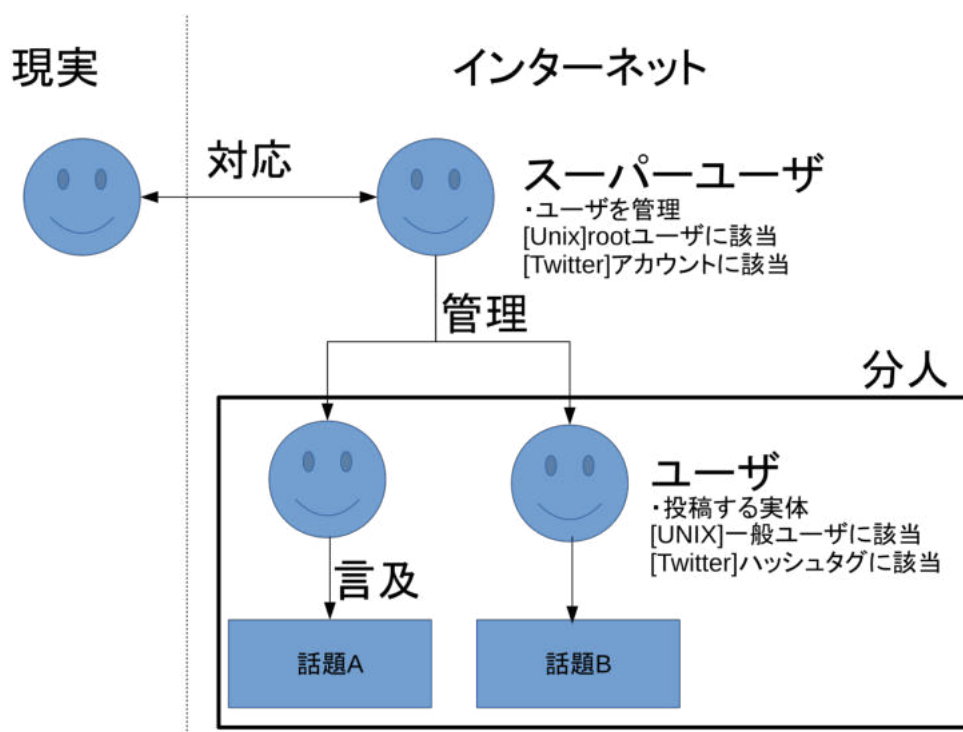 現実
インターネット
対応
スーパーユーザ
・ユーザを管理
[Unix]rootユーザに該当
[Twitter]アカウントに該当
管理
分人
ユーザ
・投稿する実体
[UNIX]一般ユーザに該当
[Twitter]ハッシュタグに該当
言及
話題A
話題B